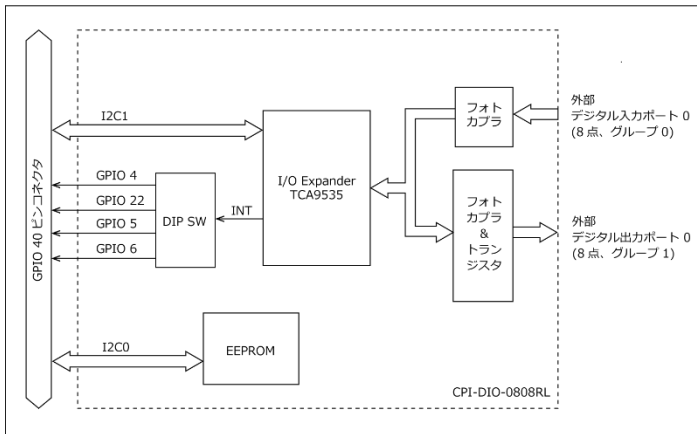 I2C1
GPIO 4
GPIO 22
GPIO 5
GPIO 6
DIP SW
INT
I/O Expander
TCA9535
フォト
カプラ
外部
デジタル入力ポート 0
(8 点、グループ 0)
フォト
カプラ
&
トラン
ジスタ
外部
デジタル出力ポート 0
(8 点、グループ 1)
GPIO 40 ピンコネクタ
I2C0
EEPROM
CPI-DIO-0808RL